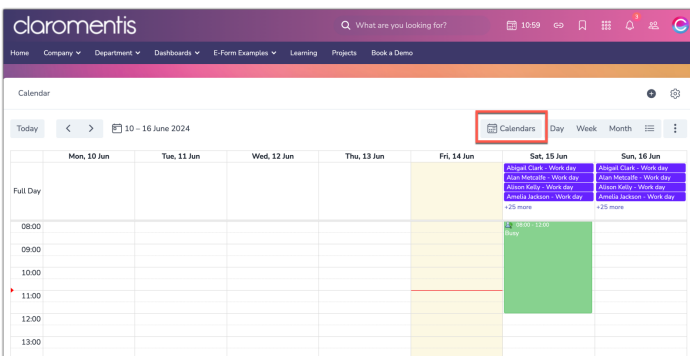 claromentis
What are you looking for?
10:59
3
Home Company Department Dashboards E-Form Examples Learning Projects Book a Demo
Calendar
Today 10 – 16 June 2024 Calendars Day Week Month
Mon, 10 Jun Tue, 11 Jun Wed, 12 Jun Thu, 13 Jun Fri, 14 Jun Sat, 15 Jun Sun, 16 Jun
Full Day
Abigail Clark - Work day Abigail Clark - Work day
Alan Metcalfe - Work day Alan Metcalfe - Work day
Alison Kelly - Work day Alison Kelly - Work day
Amelia Jackson - Work day Amelia Jackson - Work day
+25 more +25 more
08:00 08:00 - 12:00
Busy
09:00
10:00
11:00
12:00
13:00